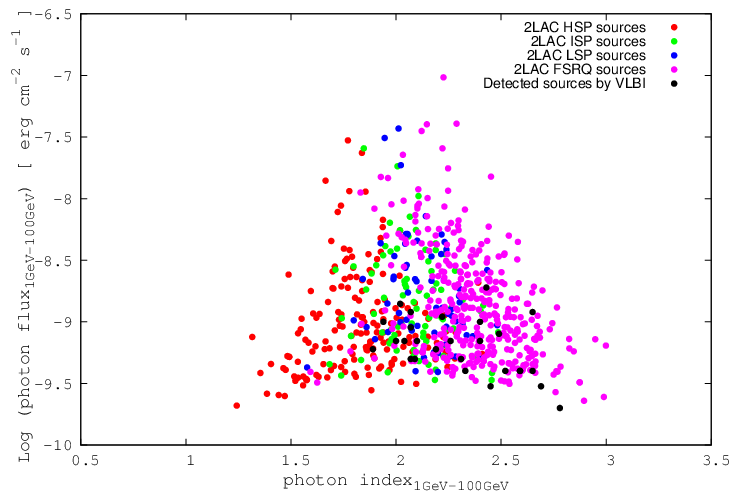 -6.5
-7
-7.5
-8
-8.5
-9
-9.5
-10
Log (photon flux1GeV-100GeV) [ erg cm-2 s-1 ]
2LAC HSP sources
2LAC ISP sources
2LAC LSP sources
2LAC FSRQ sources
Detected sources by VLBI
0.5 1 1.5 2 2.5 3 3.5
photon index1GeV-100GeV